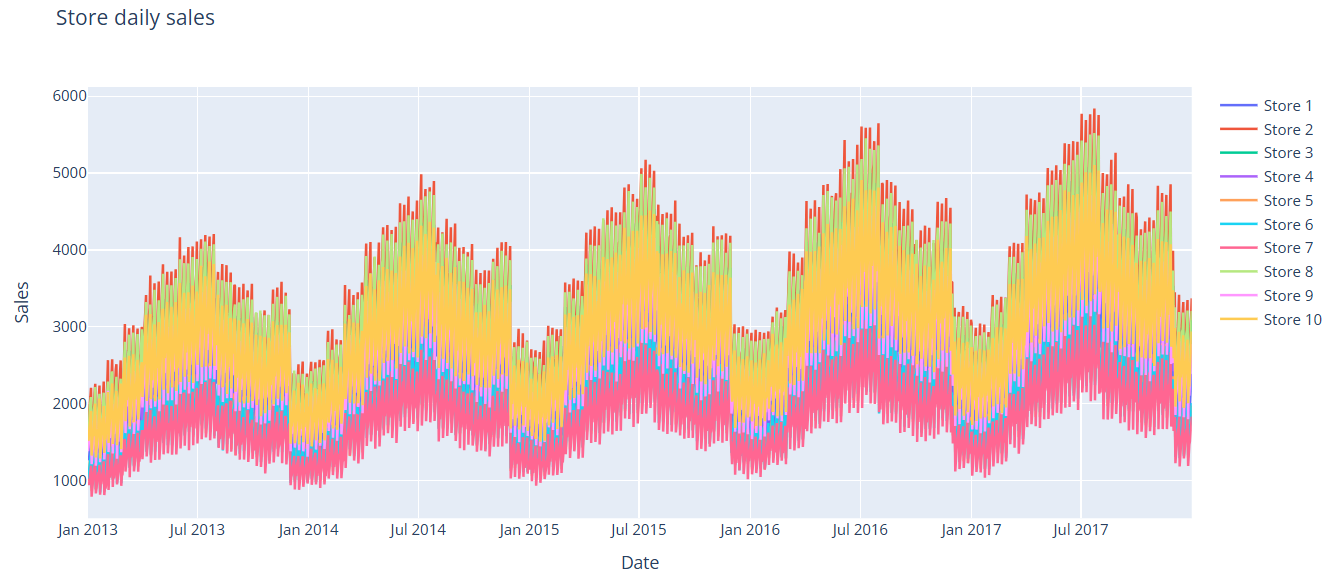 Store daily sales
6000
5000
4000
3000
2000
1000
Sales
Jan 2013 Jul 2013 Jan 2014 Jul 2014 Jan 2015 Jul 2015 Jan 2016 Jul 2016 Jan 2017 Jul 2017
Date
Store 1
Store 2
Store 3
Store 4
Store 5
Store 6
Store 7
Store 8
Store 9
Store 10